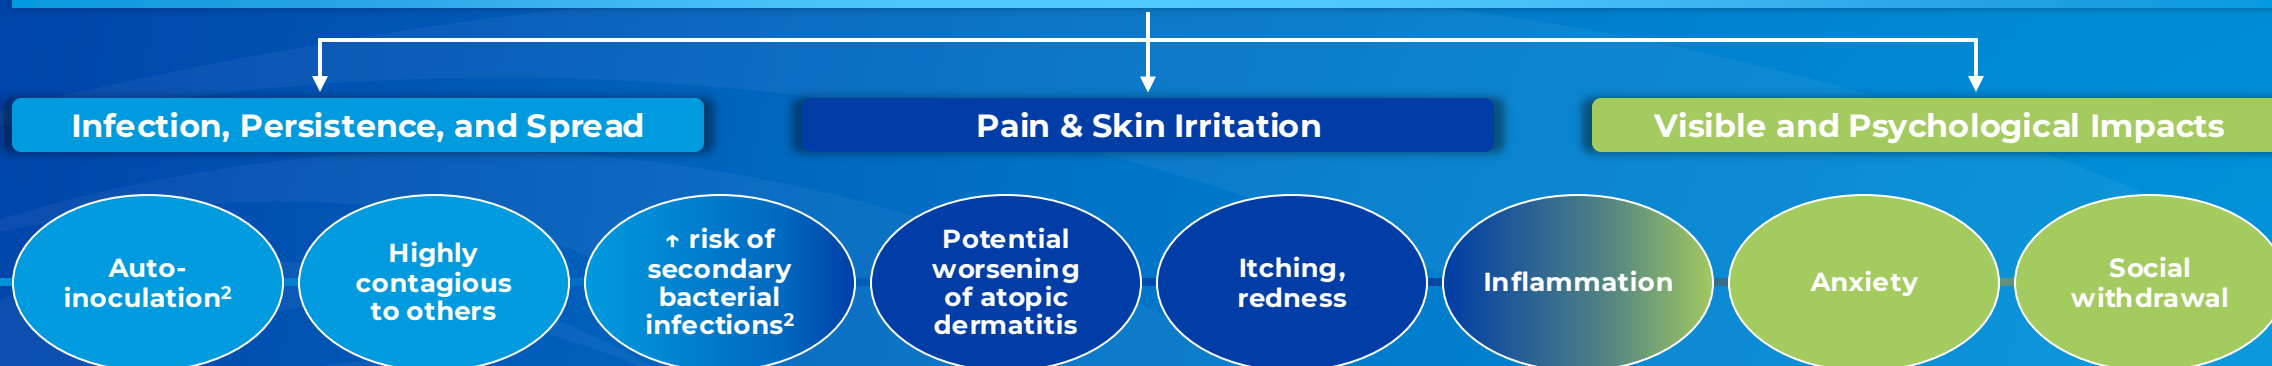 Infection, Persistence, and Spread
Pain & Skin Irritation
Visible and Psychological Impacts
Auto-
inoculation²
Highly
contagious
to others
↑ risk of
secondary
bacterial
infections²
Potential
worsening
of atopic
dermatitis
Itching,
redness
Inflammation
Anxiety
Social
withdrawal